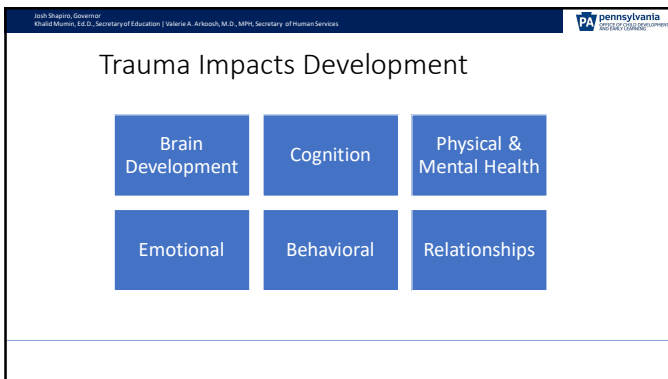 Josh Shapiro, Governor
Khalid Mumin, Ed.D., Secretary of Education | Valerie A. Arkoosh, M.D., MPH, Secretary of Human Services
PA pennsylvania
OFFICE OF CHILD DEVELOPMENT
AND EARLY LEARNING
Trauma Impacts Development
Brain
Development
Cognition
Physical &
Mental Health
Emotional
Behavioral
Relationships